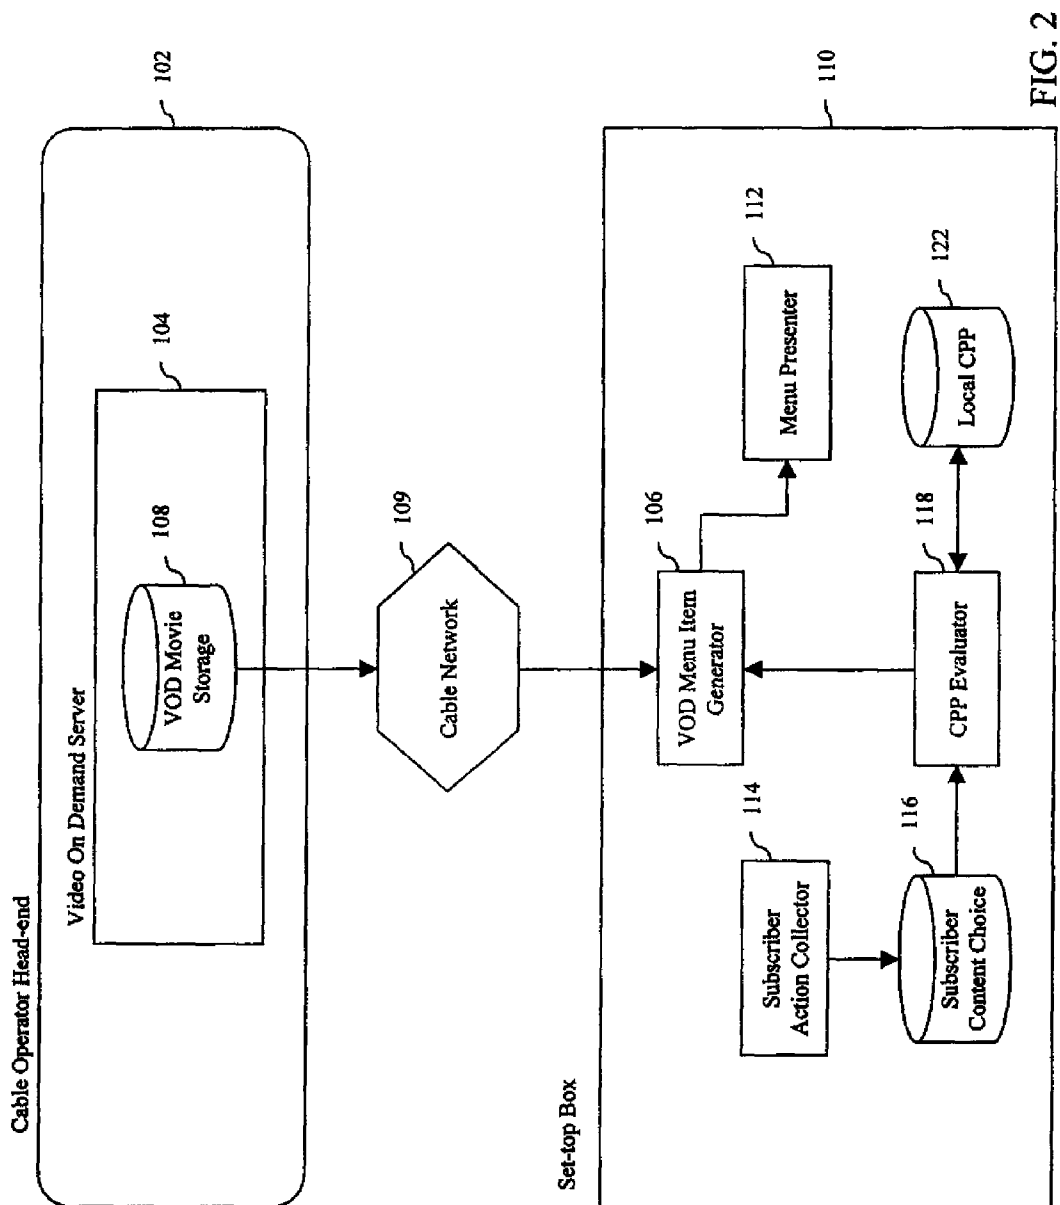 Cable Operator Head-end
102
Video On Demand Server
104
108
VOD Movie
Storage
109
Cable Network
Set-top Box
110
106
VOD Menu Item
Generator
112
Menu Presenter
114
Subscriber
Action Collector
116
Subscriber
Content Choice
118
CPP Evaluator
122
Local CPP
FIG. 2